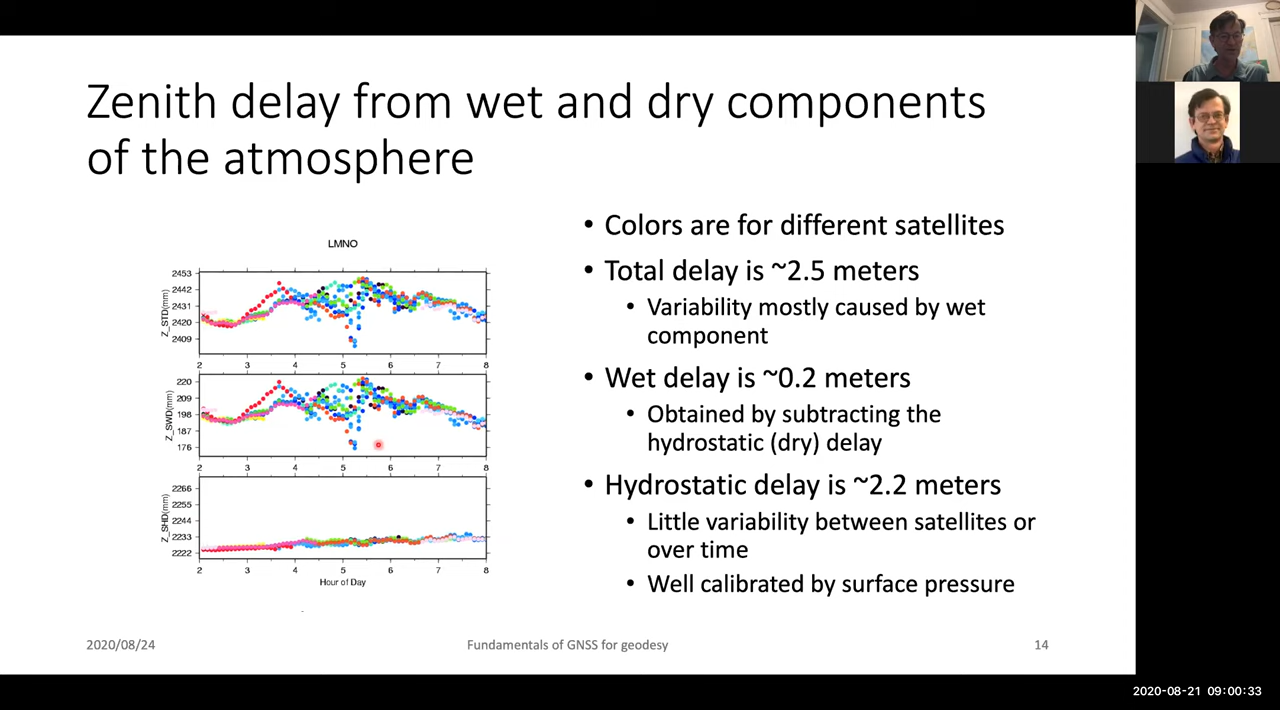 Zenith delay from wet and dry components
of the atmosphere
LMNO
2453
2442
2431
2420
2409
Z_STD(mm)
2 3 4 5 6 7 8
220
209
198
187
176
Z_SWD(mm)
2 3 4 5 6 7 8
2266
2255
2244
2233
2222
Z_SHD(mm)
2 3 4 5 6 7 8
Hour of Day
• Colors are for different satellites
• Total delay is ~2.5 meters
• Variability mostly caused by wet
component
• Wet delay is ~0.2 meters
• Obtained by subtracting the
hydrostatic (dry) delay
• Hydrostatic delay is ~2.2 meters
• Little variability between satellites or
over time
• Well calibrated by surface pressure
2020/08/24
Fundamentals of GNSS for geodesy
14
2020-08-21 09:00:33